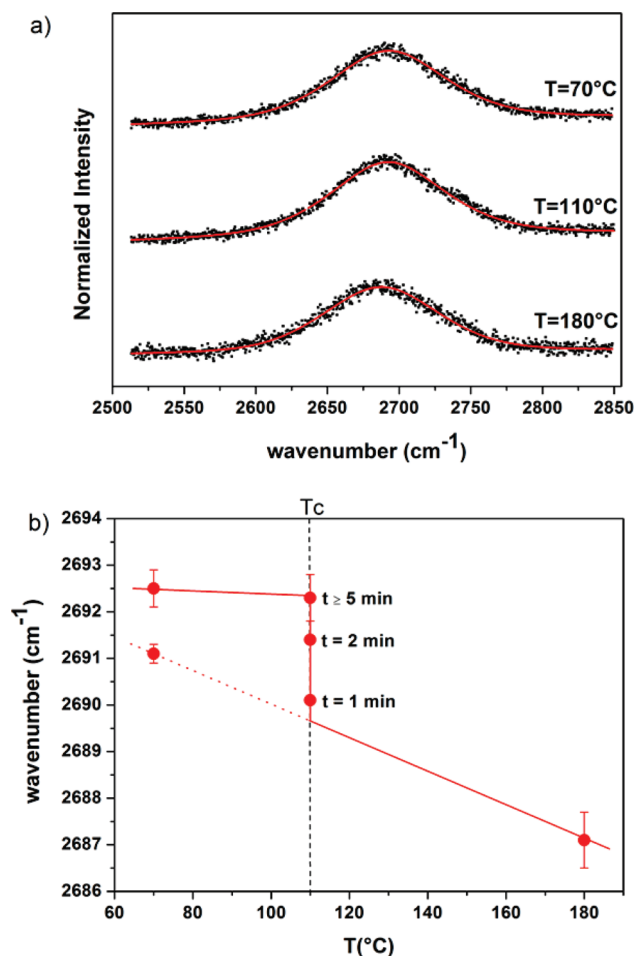 a)
Normalized Intensity
T=70°C
T=110°C
T=180°C
2500 2550 2600 2650 2700 2750 2800 2850
wavenumber (cm-1)
b)
Tc
wavenumber (cm-1)
2694
2693
2692
2691
2690
2689
2688
2687
2686
t ≥ 5 min
t = 2 min
t = 1 min
60 80 100 120 140 160 180
T(°C)